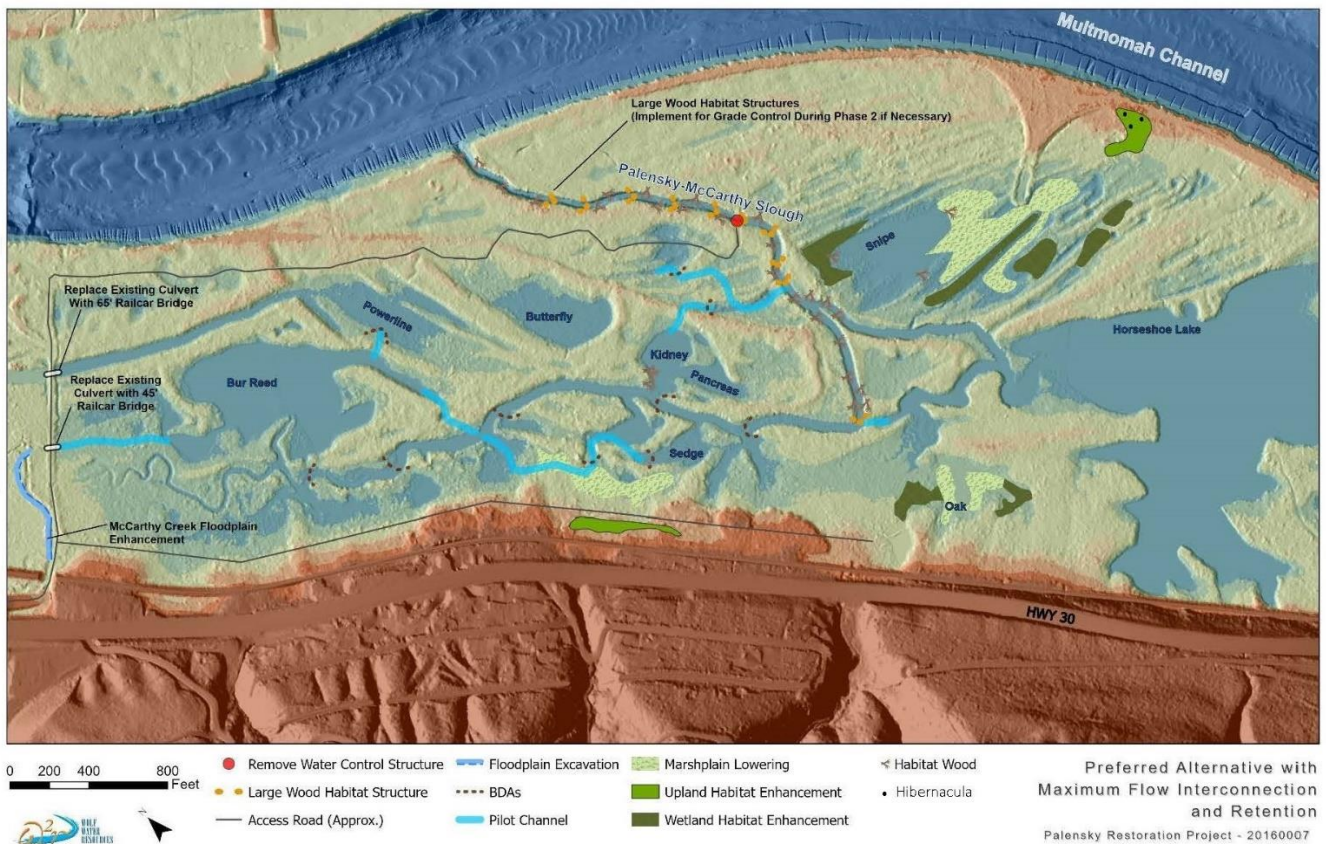 Multmomah Channel
Large Wood Habitat Structures
(Implement for Grade Control During Phase 2 if Necessary)
Palensky-McCarthy Slough
Snipe
Replace Existing Culvert
With 65' Railcar Bridge
Powerline
Butterfly
Horseshoe Lake
Kidney
Pancreas
Bur Reed
Replace Existing
Culvert with 45'
Railcar Bridge
Sedge
Oak
McCarthy Creek Floodplain
Enhancement
HWY 30
0 200 400 800
Feet
Remove Water Control Structure
Large Wood Habitat Structure
Access Road (Approx.)
Floodplain Excavation
BDAs
Pilot Channel
Marshplain Lowering
Upland Habitat Enhancement
Wetland Habitat Enhancement
Habitat Wood
Hibernacula
Preferred Alternative with
Maximum Flow Interconnection
and Retention
Palensky Restoration Project - 20160007
WOLF
WATER
RESOURCES